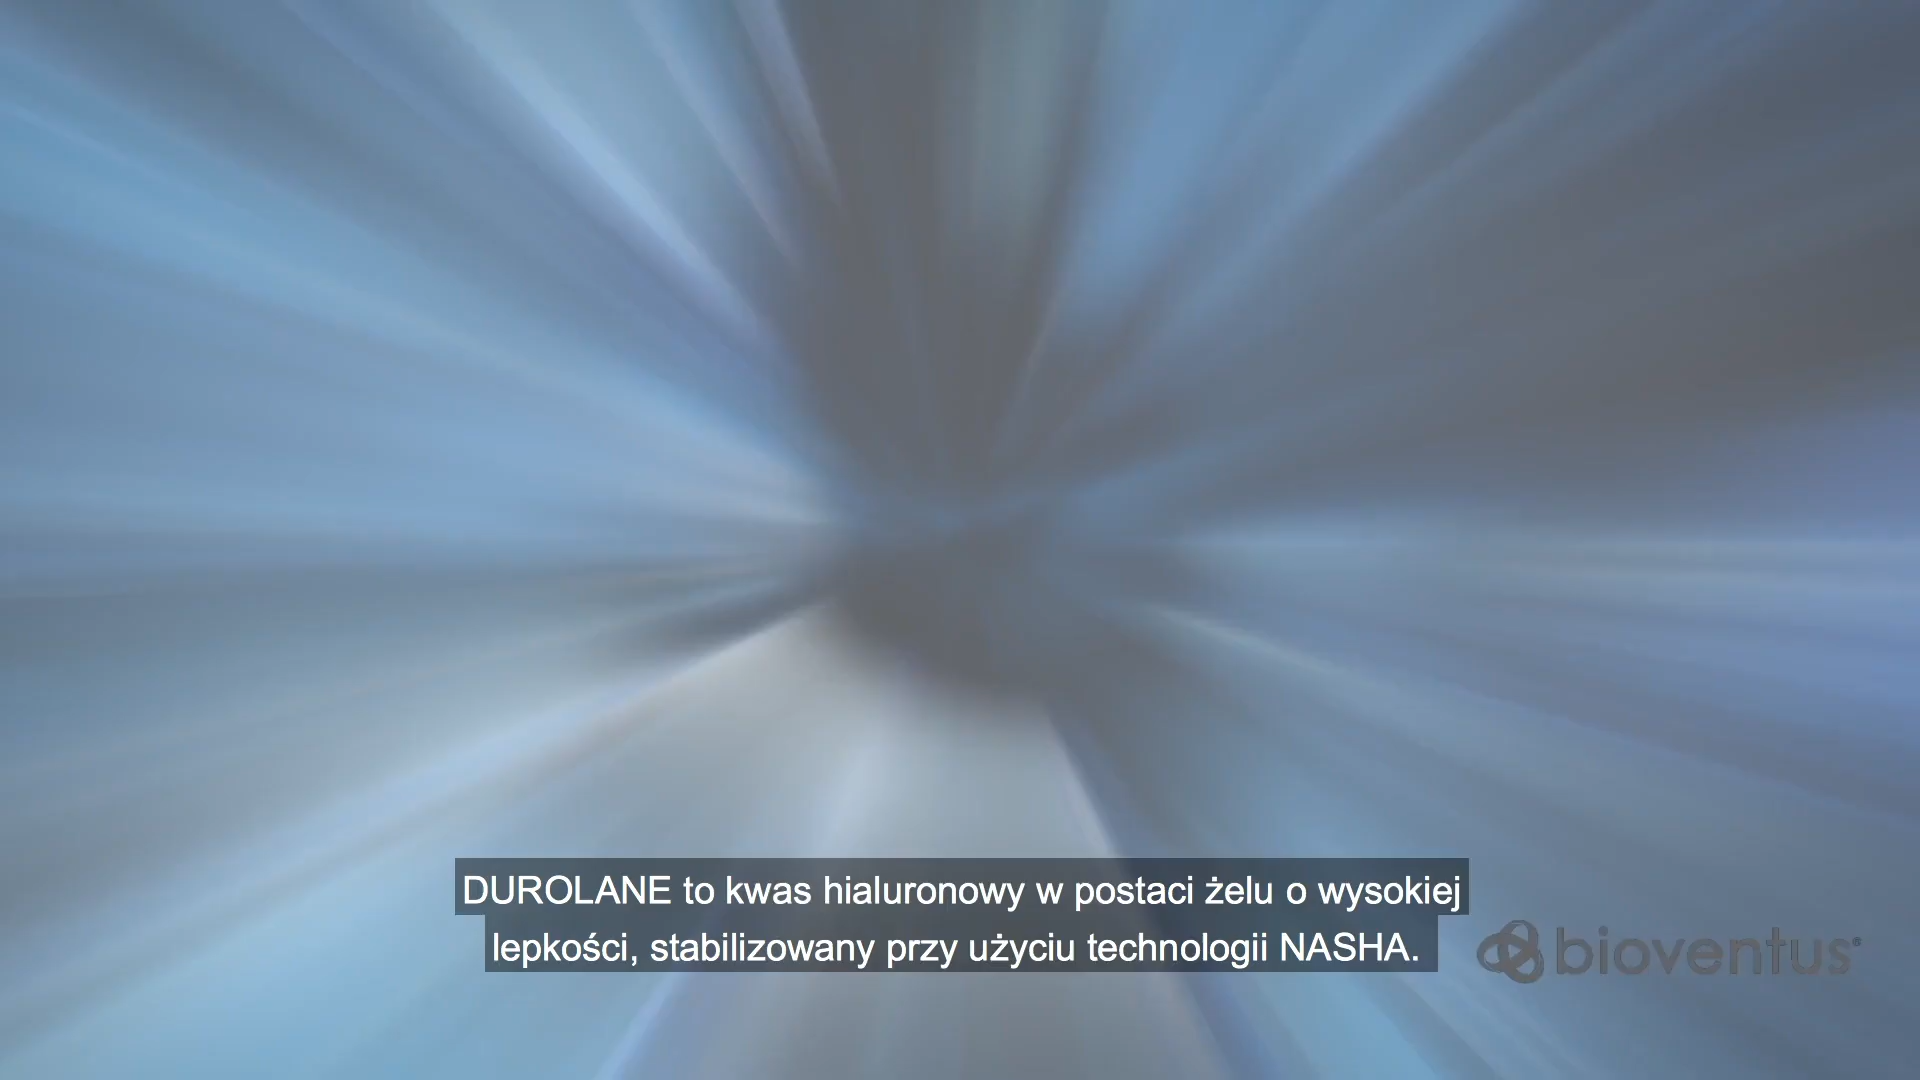 DUROLANE to kwas hialuronowy w postaci żelu o wysokiej
lepkości, stabilizowany przy użyciu technologii NASHA.
bioventus®